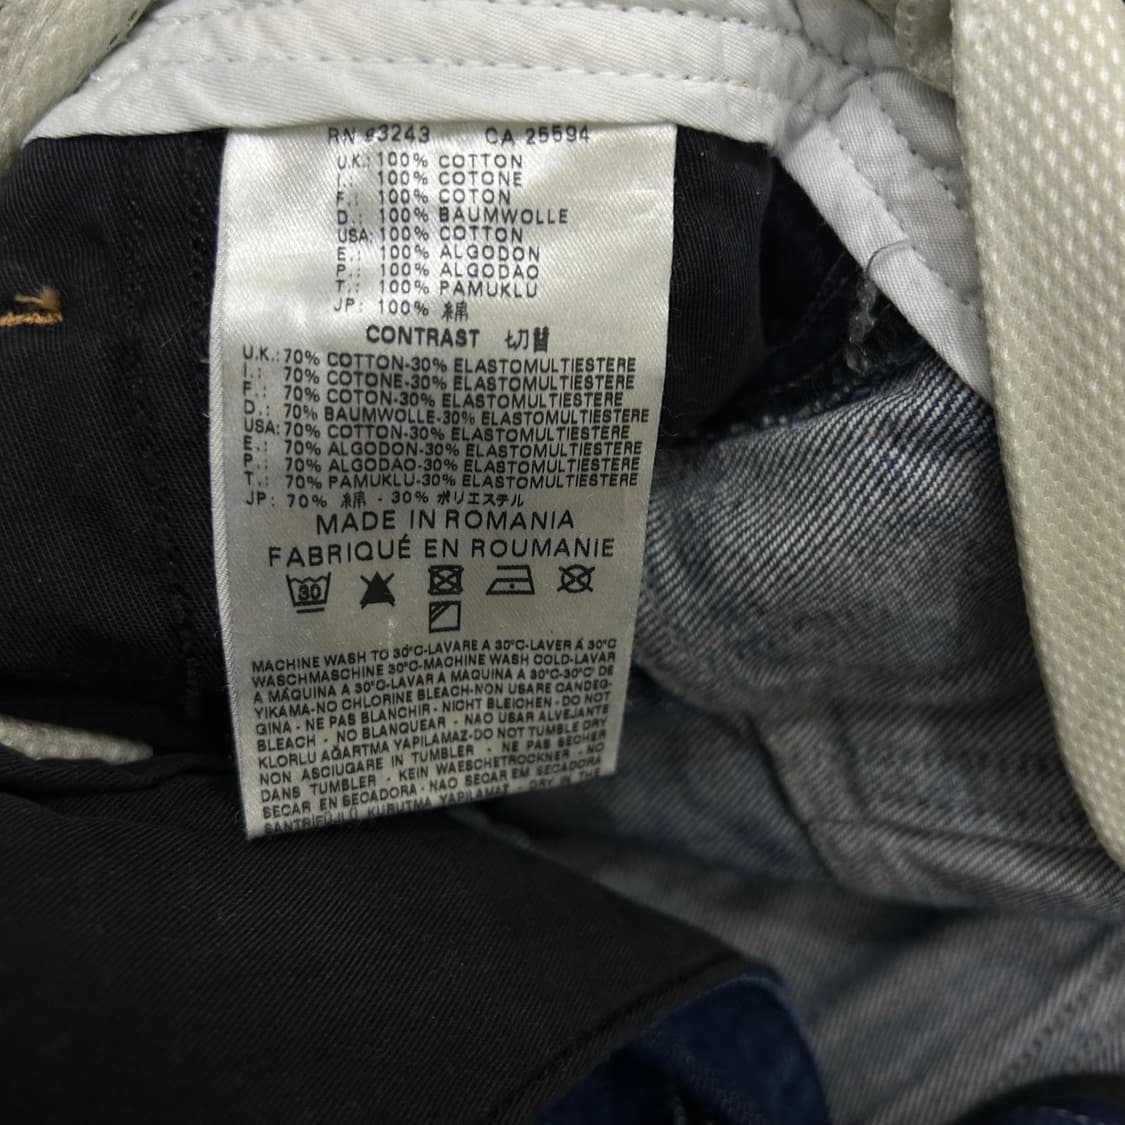 RN 93243 CA 25594
U.K.: 100% COTTON
I.: 100% COTONE
F.: 100% COTON
D.: 100% BAUMWOLLE
USA: 100% COTTON
E.: 100% ALGODON
P.: 100% ALGODAO
T.: 100% PAMUKLU
JP: 100% 綿
CONTRAST 切替
U.K.: 70% COTTON-30% ELASTOMULTIESTERE
I.: 70% COTONE-30% ELASTOMULTIESTERE
F.: 70% COTON-30% ELASTOMULTIESTERE
D.: 70% BAUMWOLLE-30% ELASTOMULTIESTERE
USA: 70% COTTON-30% ELASTOMULTIESTERE
E.: 70% ALGODON-30% ELASTOMULTIESTERE
P.: 70% ALGODAO-30% ELASTOMULTIESTERE
T.: 70% PAMUKLU-30% ELASTOMULTIESTERE
JP: 70% 綿 - 30% ポリエステル
MADE IN ROMANIA
FABRIQUÉ EN ROUMANIE
30
MACHINE WASH TO 30°C-LAVARE A 30°C-LAVER Á 30°C
WASCHMASCHINE 30°C-MACHINE WASH COLD-LAVAR
A MÁQUINA A 30°C-LAVAR A MAQUINA A 30°C-30°C' DE
YIKAMA-NO CHLORINE BLEACH-NON USARE CANDEG-
GINA - NE PAS BLANCHIR - NICHT BLEICHEN - DO NOT
BLEACH - NO BLANQUEAR - NAO USAR ALVEJANTE
KLORLU AĞARTMA YAPILAMAZ-DO NOT TUMBLE DRY
NON ASCIUGARE IN TUMBLER - NE PAS SECHER
DANS TUMBLER - KEIN WAESCHETROCKNER - NO
SECAR EN SECADORA - NAO SECAR EM SECADORA
SANTRİFÜJLÜ KURUTMA YAPILAMAZ - DRY IN THE